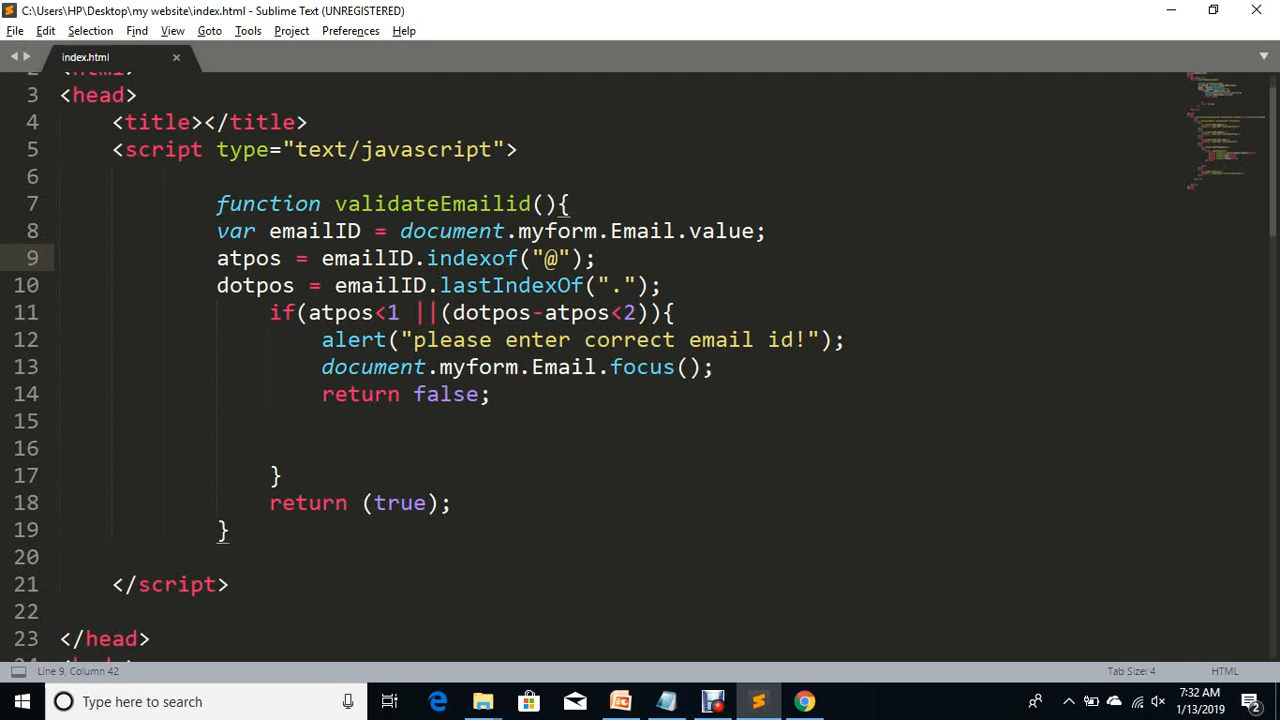 C:\Users\HP\Desktop\my website\index.html - Sublime Text (UNREGISTERED)
File Edit Selection Find View Goto Tools Project Preferences Help
index.html
2 <html>
3 <head>
4 <title></title>
5 <script type="text/javascript">
6
7 function validateEmailid(){
8 var emailID = document.myform.Email.value;
9 atpos = emailID.indexof("@");
10 dotpos = emailID.lastIndexOf(".");
11 if(atpos<1 ||(dotpos-atpos<2)){
12 alert("please enter correct email id!");
13 document.myform.Email.focus();
14 return false;
15
16
17 }
18 return (true);
19 }
20
21 </script>
22
23 </head>
24 <body>
Line 9, Column 42 Tab Size: 4 HTML
Type here to search
7:32 AM
1/13/2019
2